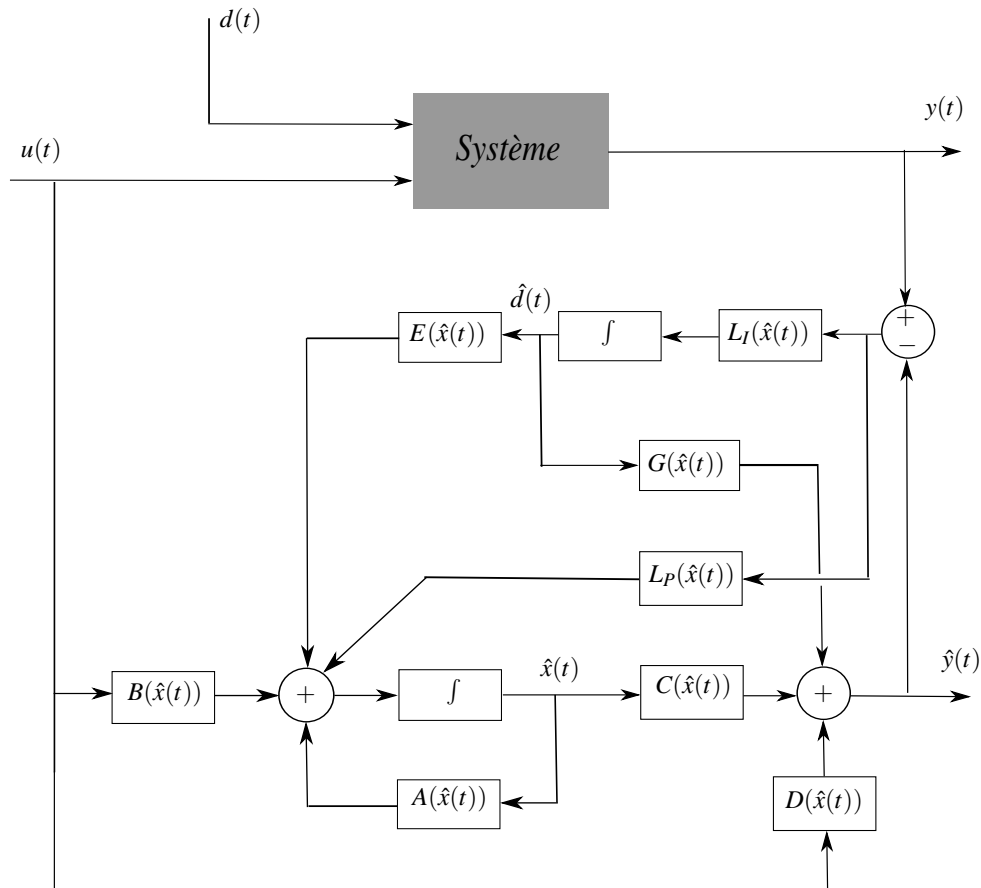 d(t)
y(t)
u(t)
Système
d̂(t)
+
−
E(x̂(t))
∫
L_I(x̂(t))
G(x̂(t))
L_P(x̂(t))
ŷ(t)
x̂(t)
B(x̂(t))
+
∫
C(x̂(t))
+
A(x̂(t))
D(x̂(t))